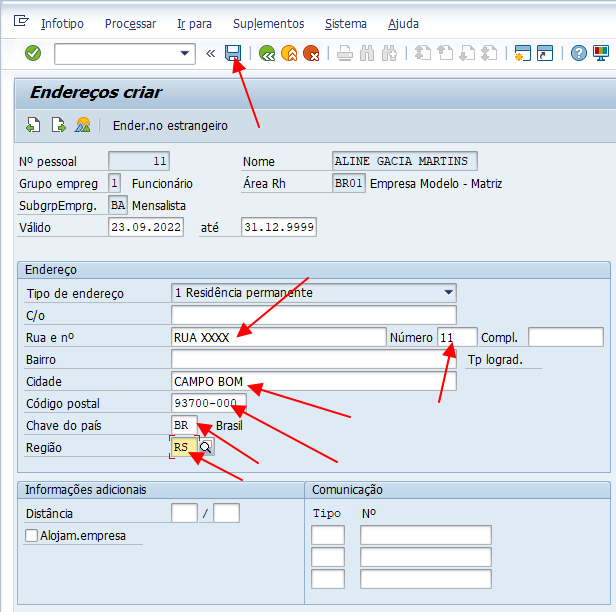 Infotipo Processar Ir para Suplementos Sistema Ajuda
«
Endereços criar
Ender.no estrangeiro
Nº pessoal 11 Nome ALINE GACIA MARTINS
Grupo empreg 1 Funcionário Área Rh BR01 Empresa Modelo - Matriz
SubgrpEmprg. BA Mensalista
Válido 23.09.2022 até 31.12.9999
Endereço
Tipo de endereço 1 Residência permanente
C/o
Rua e nº RUA XXXX Número 11 Compl.
Bairro Tp lograd.
Cidade CAMPO BOM
Código postal 93700-000
Chave do país BR Brasil
Região RS
Informações adicionais Comunicação
Distância / Tipo Nº
Alojam.empresa